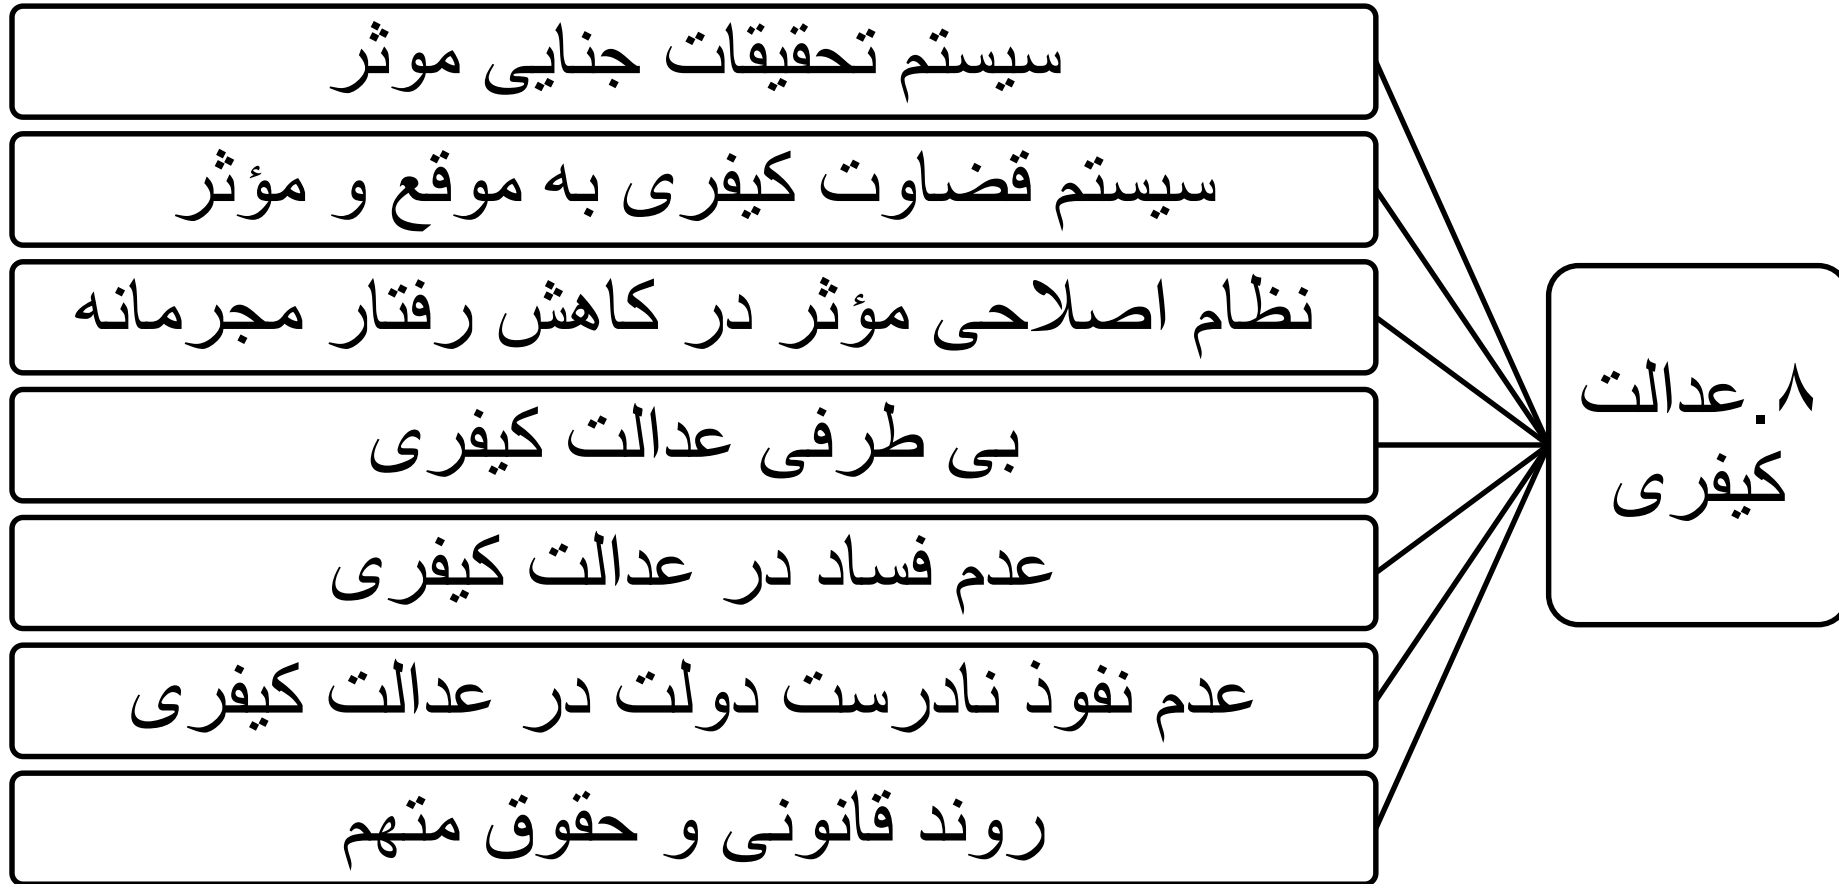 ۸.عدالت
کیفری
سیستم تحقیقات جنایی موثر
سیستم قضاوت کیفری به موقع و مؤثر
نظام اصلاحی مؤثر در کاهش رفتار مجرمانه
بی طرفی عدالت کیفری
عدم فساد در عدالت کیفری
عدم نفوذ نادرست دولت در عدالت کیفری
روند قانونی و حقوق متهم